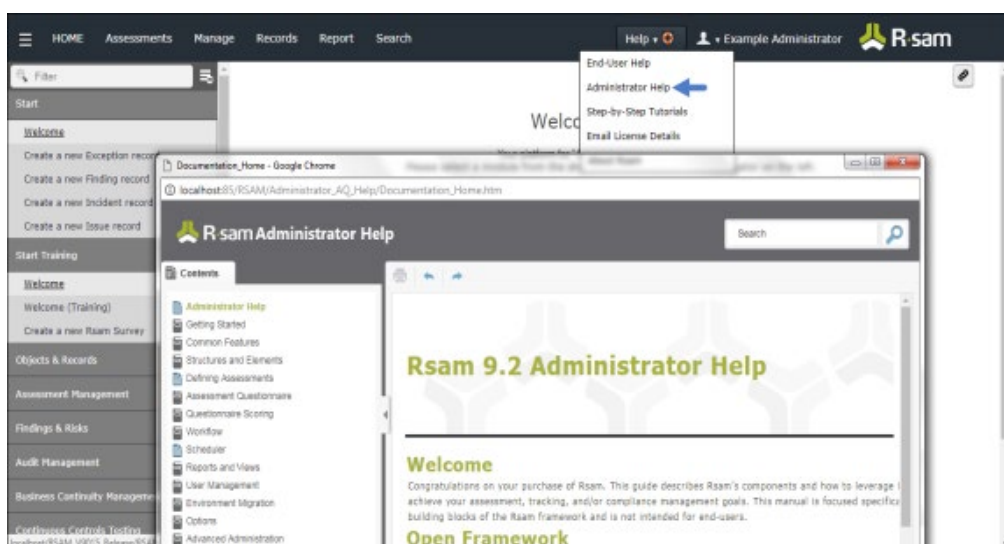 HOME Assessments Manage Records Report Search Help Example Administrator R·sam
Filter
Start
Welcome
Create a new Exception record
Create a new Finding record
Create a new Incident record
Create a new Issue record
Start Training
Welcome
Welcome (Training)
Create a new Rsam Survey
Objects & Records
Assessment Management
Findings & Risks
Audit Management
Business Continuity Manageme
Continuous Controls Testing
End-User Help
Administrator Help
Step-by-Step Tutorials
Email License Details
About Rsam
Welc
Documentation_Home - Google Chrome
localhost:85/RSAM/Administrator_AQ_Help/Documentation_Home.htm
R·sam Administrator Help
Search
Contents
Administrator Help
Getting Started
Common Features
Structures and Elements
Defining Assessments
Assessment Questionnaire
Questionnaire Scoring
Workflow
Scheduler
Reports and Views
User Management
Environment Migration
Options
Advanced Administration
Rsam 9.2 Administrator Help
Welcome
Congratulations on your purchase of Rsam. This guide describes Rsam's components and how to leverage
achieve your assessment, tracking, and/or compliance management goals. This manual is focused specifica
building blocks of the Rsam framework and is not intended for end-users.
Open Framework